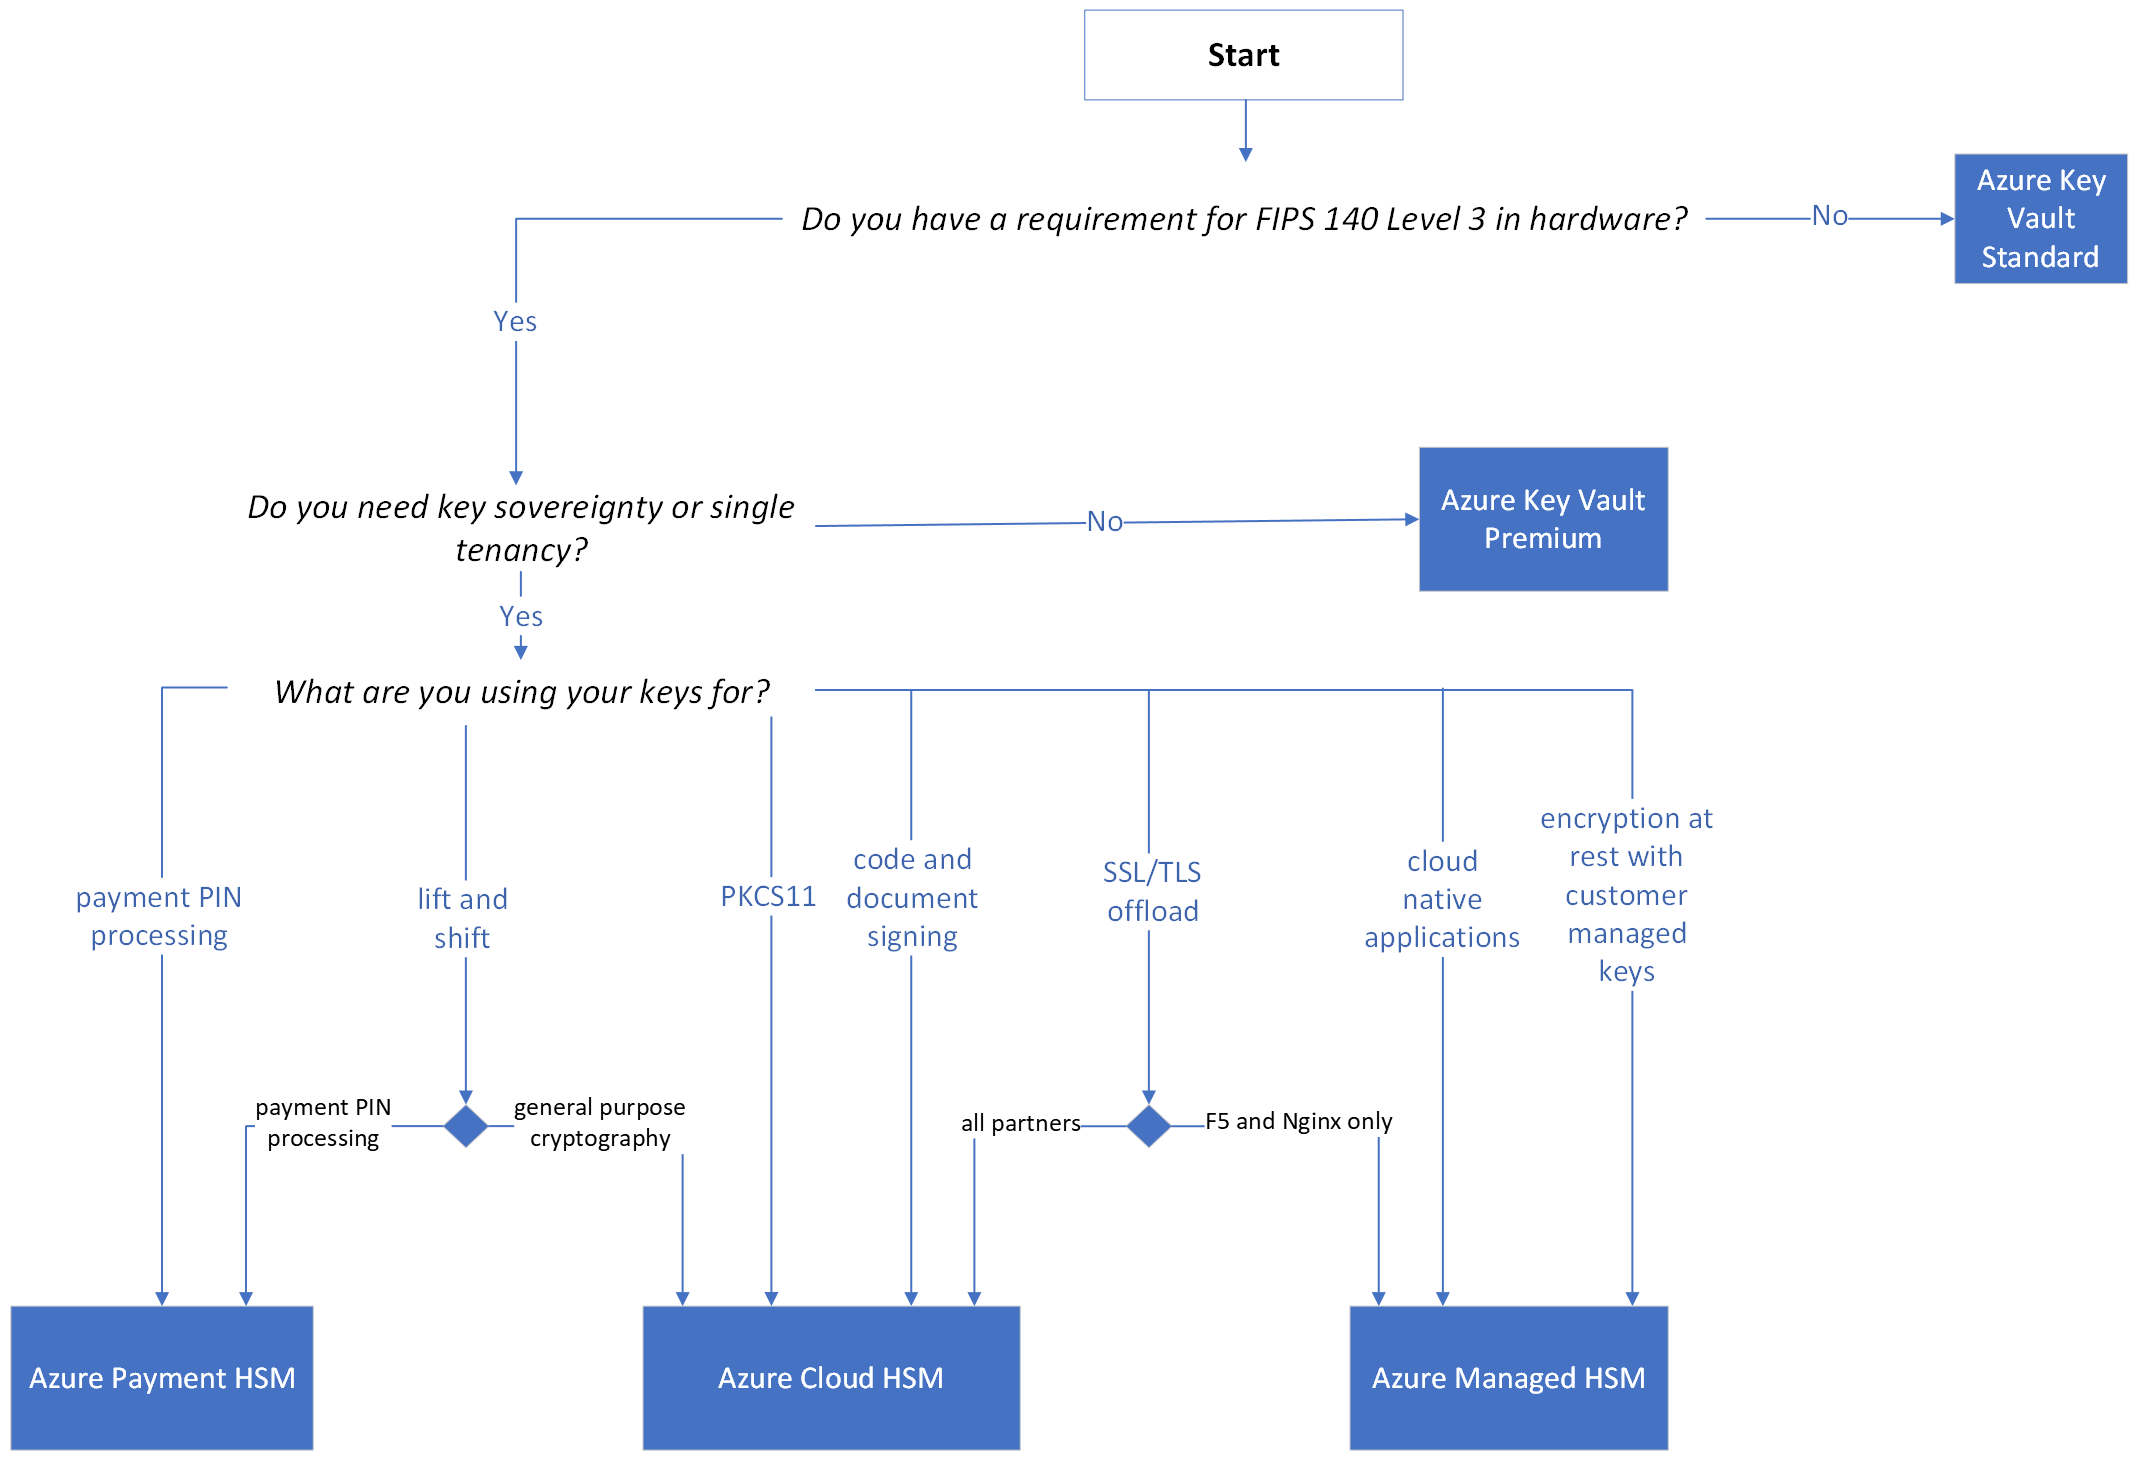 Start
Do you have a requirement for FIPS 140 Level 3 in hardware?
No
Azure Key
Vault
Standard
Yes
Do you need key sovereignty or single
tenancy?
No
Azure Key Vault
Premium
Yes
What are you using your keys for?
payment PIN
processing
lift and
shift
PKCS11
code and
document
signing
SSL/TLS
offload
cloud
native
applications
encryption at
rest with
customer
managed
keys
payment PIN
processing
general purpose
cryptography
all partners
F5 and Nginx only
Azure Payment HSM
Azure Cloud HSM
Azure Managed HSM